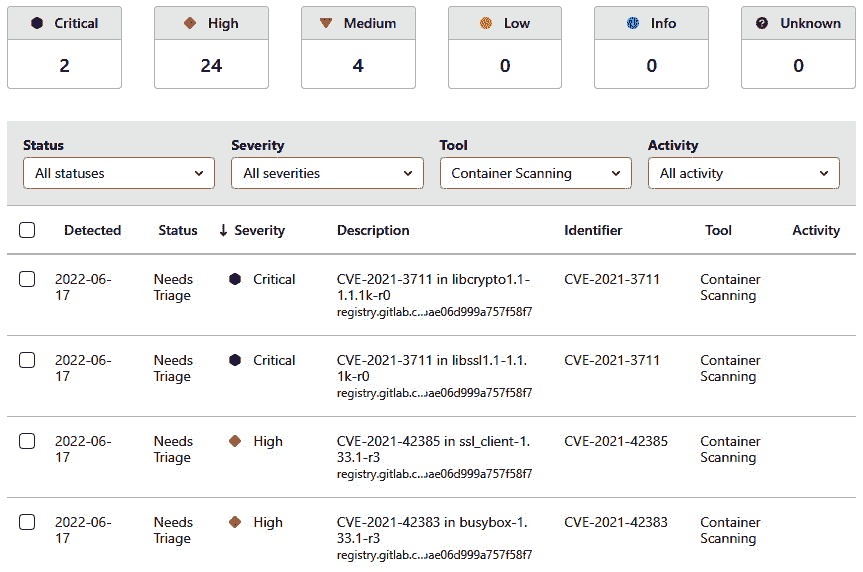 Critical High Medium Low Info Unknown
2 24 4 0 0 0
Status Severity Tool Activity
All statuses All severities Container Scanning All activity
Detected Status ↓ Severity Description Identifier Tool Activity
2022-06- Needs Critical CVE-2021-3711 in libcrypto1.1- CVE-2021-3711 Container
17 Triage 1.1.1k-r0 Scanning
registry.gitlab.c...ae06d999a757f58f7
2022-06- Needs Critical CVE-2021-3711 in libssl1.1-1.1. CVE-2021-3711 Container
17 Triage 1k-r0 Scanning
registry.gitlab.c...ae06d999a757f58f7
2022-06- Needs High CVE-2021-42385 in ssl_client-1. CVE-2021-42385 Container
17 Triage 33.1-r3 Scanning
registry.gitlab.c...ae06d999a757f58f7
2022-06- Needs High CVE-2021-42383 in busybox-1. CVE-2021-42383 Container
17 Triage 33.1-r3 Scanning
registry.gitlab.c...ae06d999a757f58f7